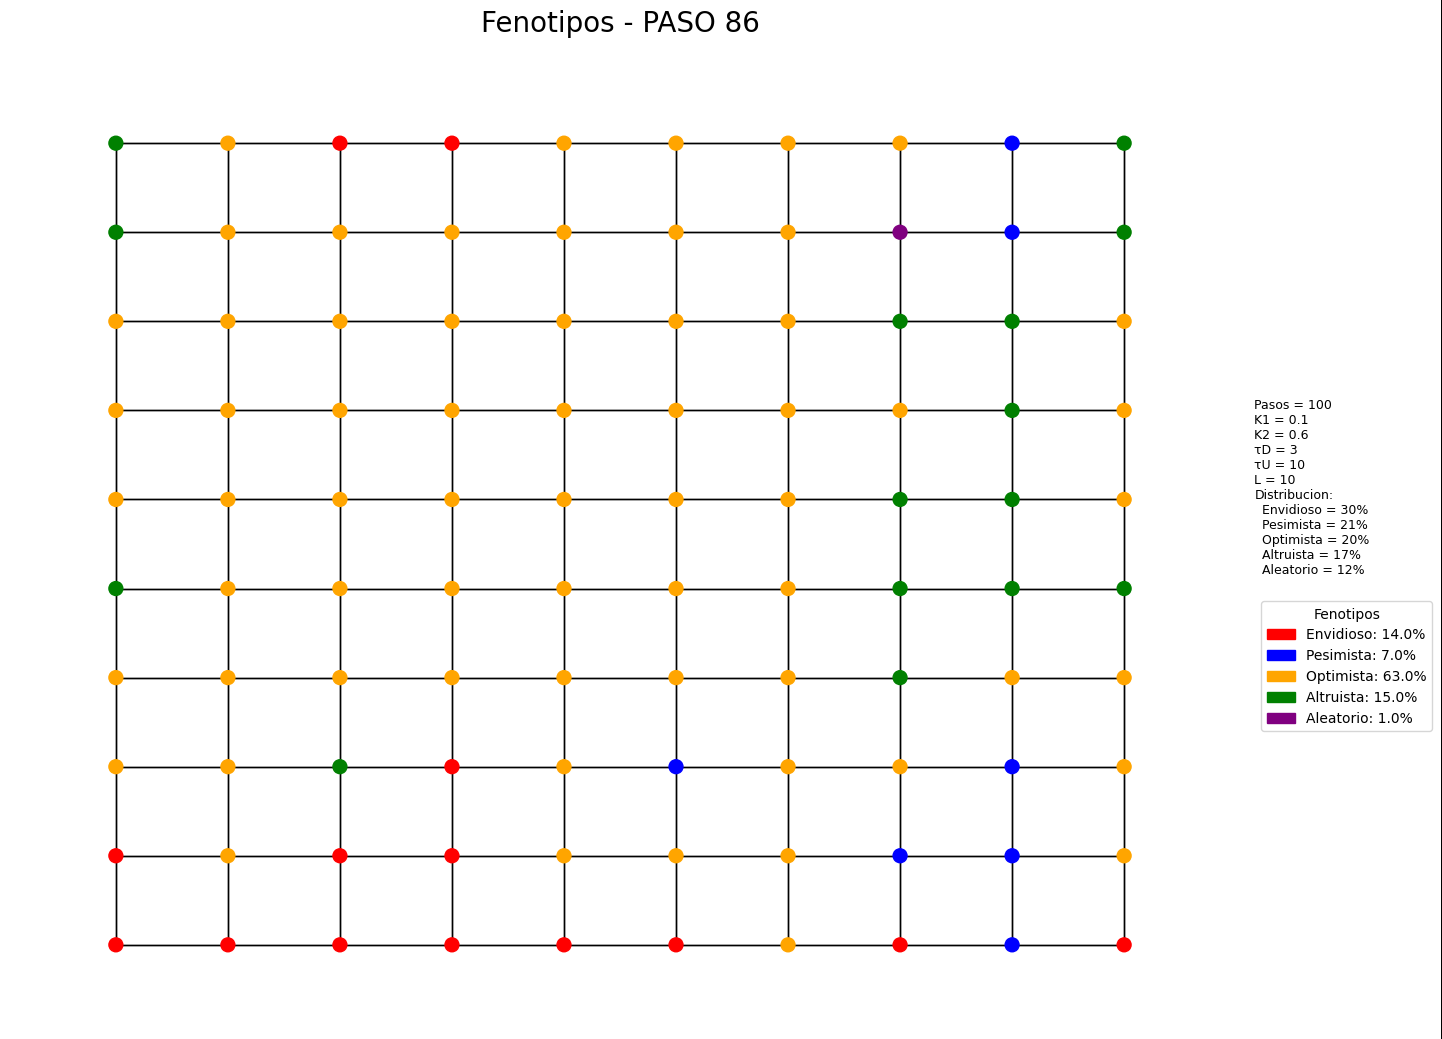 Fenotipos - PASO 86
Pasos = 100
K1 = 0.1
K2 = 0.6
τD = 3
τU = 10
L = 10
Distribucion:
Envidioso = 30%
Pesimista = 21%
Optimista = 20%
Altruista = 17%
Aleatorio = 12%
Fenotipos
Envidioso: 14.0%
Pesimista: 7.0%
Optimista: 63.0%
Altruista: 15.0%
Aleatorio: 1.0%